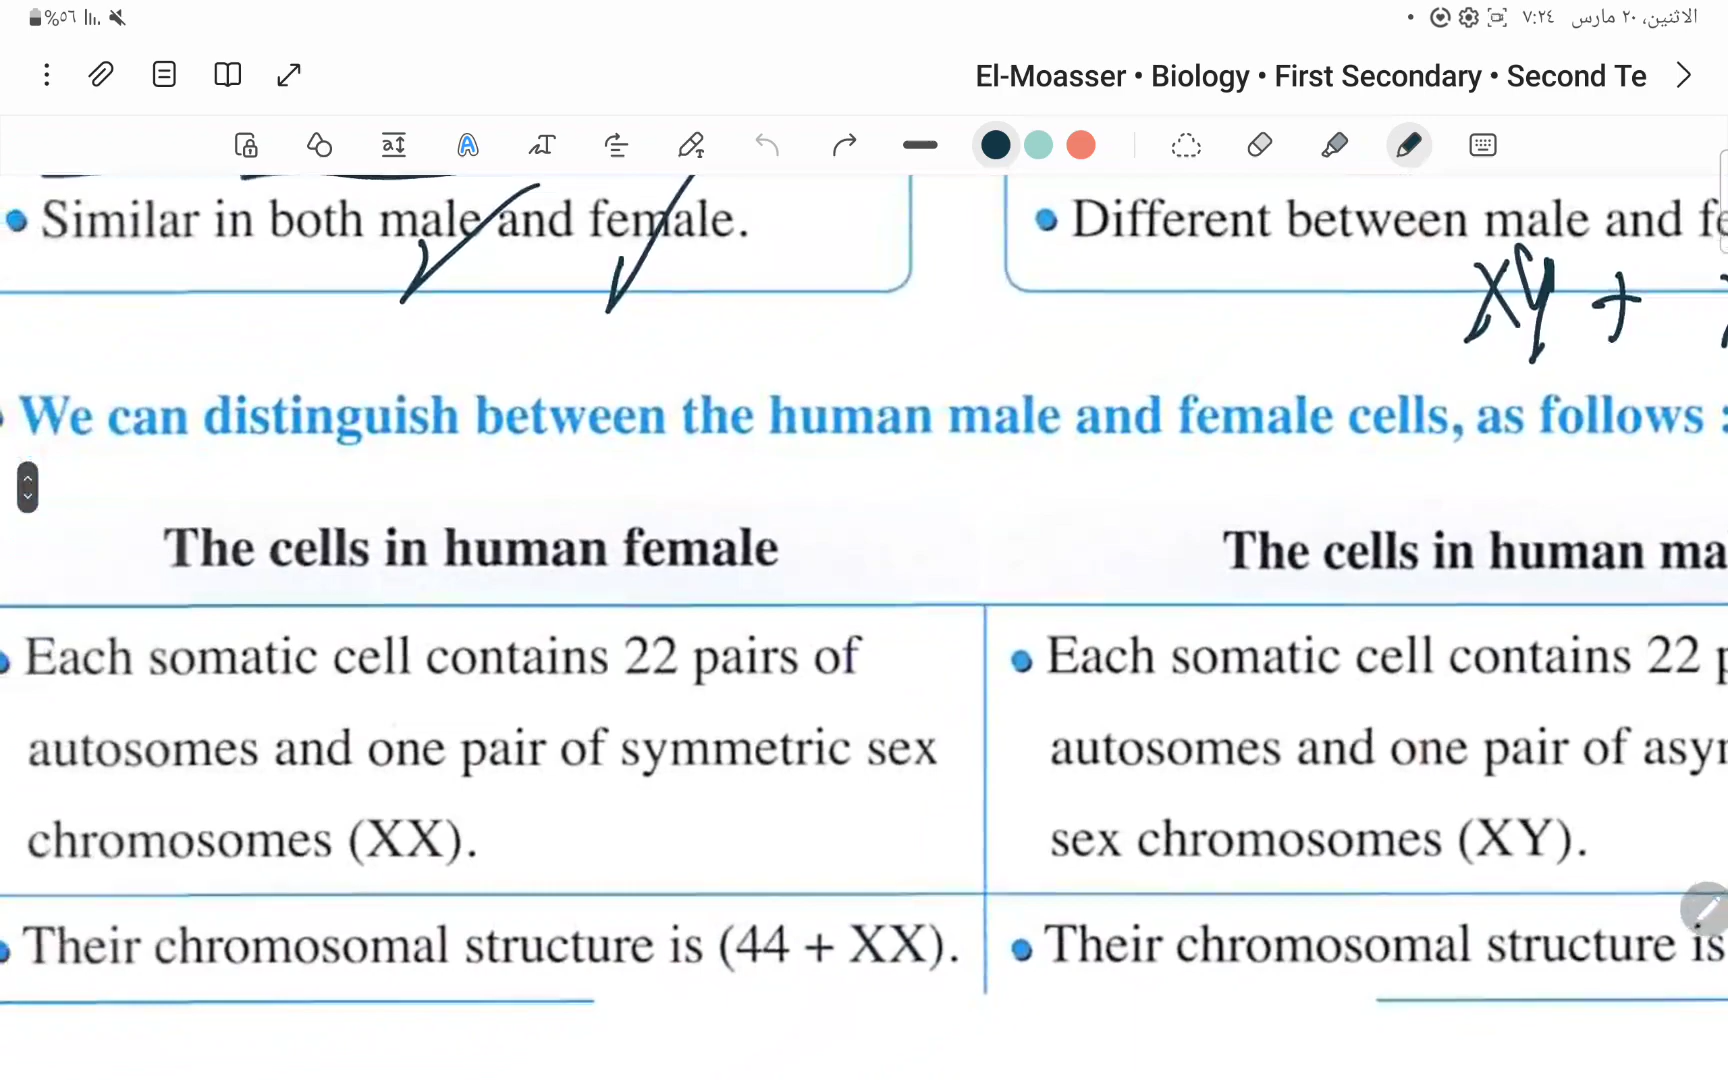 %٥٦
الاثنين، ٢٠ مارس ٧:٢٤
El-Moasser • Biology • First Secondary • Second Te
• Similar in both male and female.
• Different between male and fe
XY +
We can distinguish between the human male and female cells, as follows :
The cells in human female
The cells in human ma
• Each somatic cell contains 22 pairs of
autosomes and one pair of symmetric sex
chromosomes (XX).
• Each somatic cell contains 22 p
autosomes and one pair of asy
sex chromosomes (XY).
• Their chromosomal structure is (44 + XX).
• Their chromosomal structure is